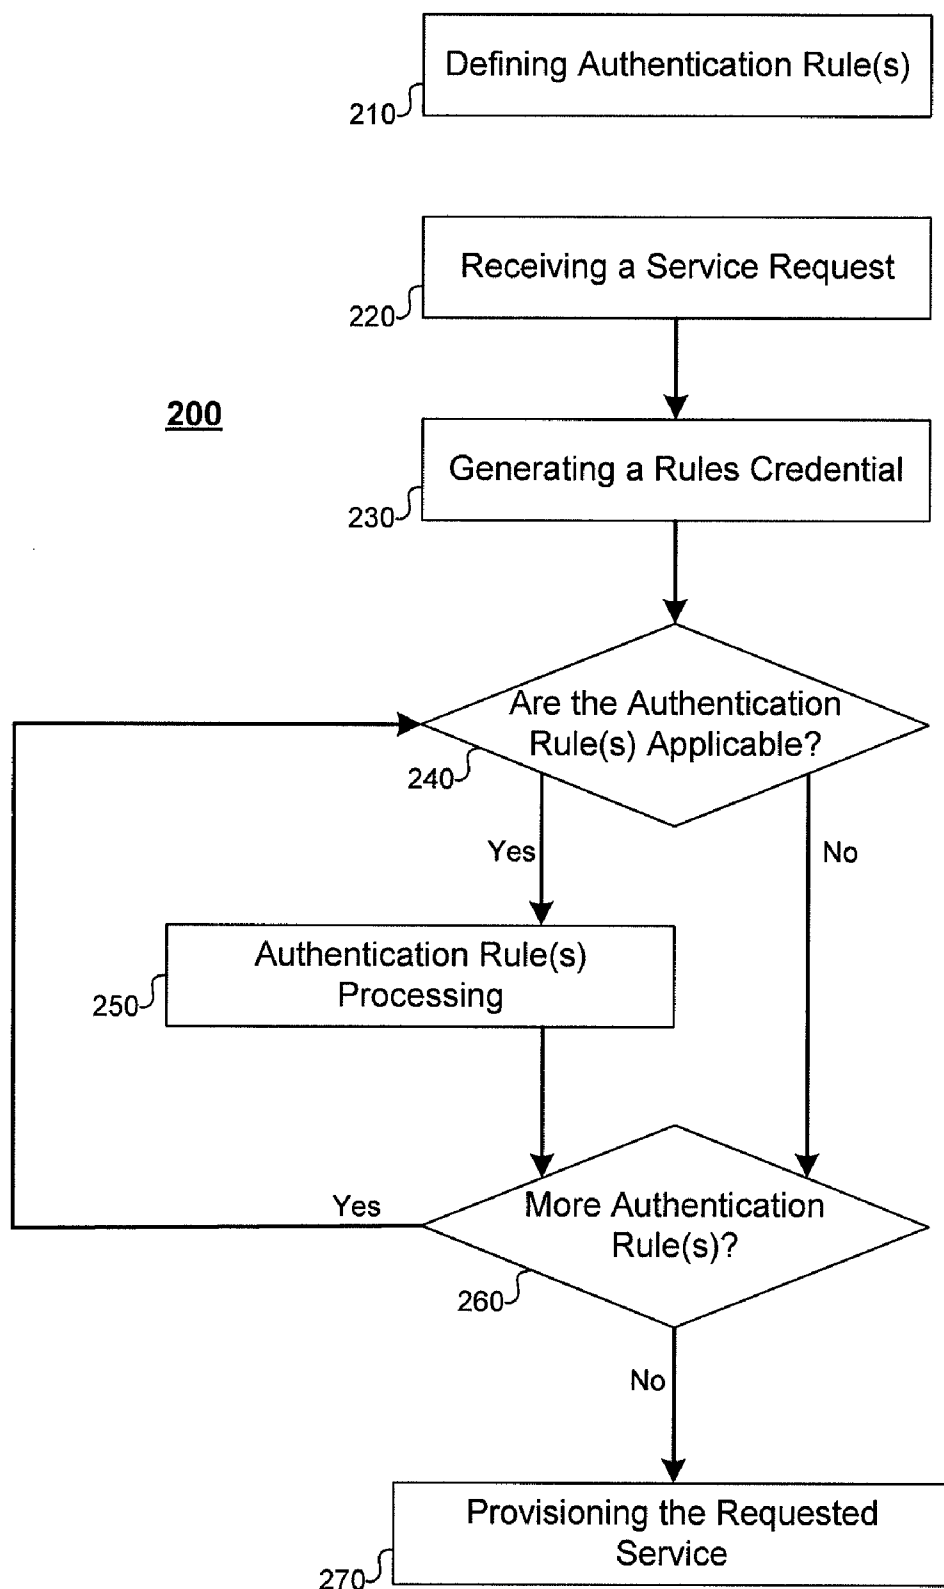 Defining Authentication Rule(s)
210
Receiving a Service Request
220
200
Generating a Rules Credential
230
Are the Authentication
Rule(s) Applicable?
240
Yes
No
Authentication Rule(s)
Processing
250
Yes
More Authentication
Rule(s)?
260
No
Provisioning the Requested
Service
270